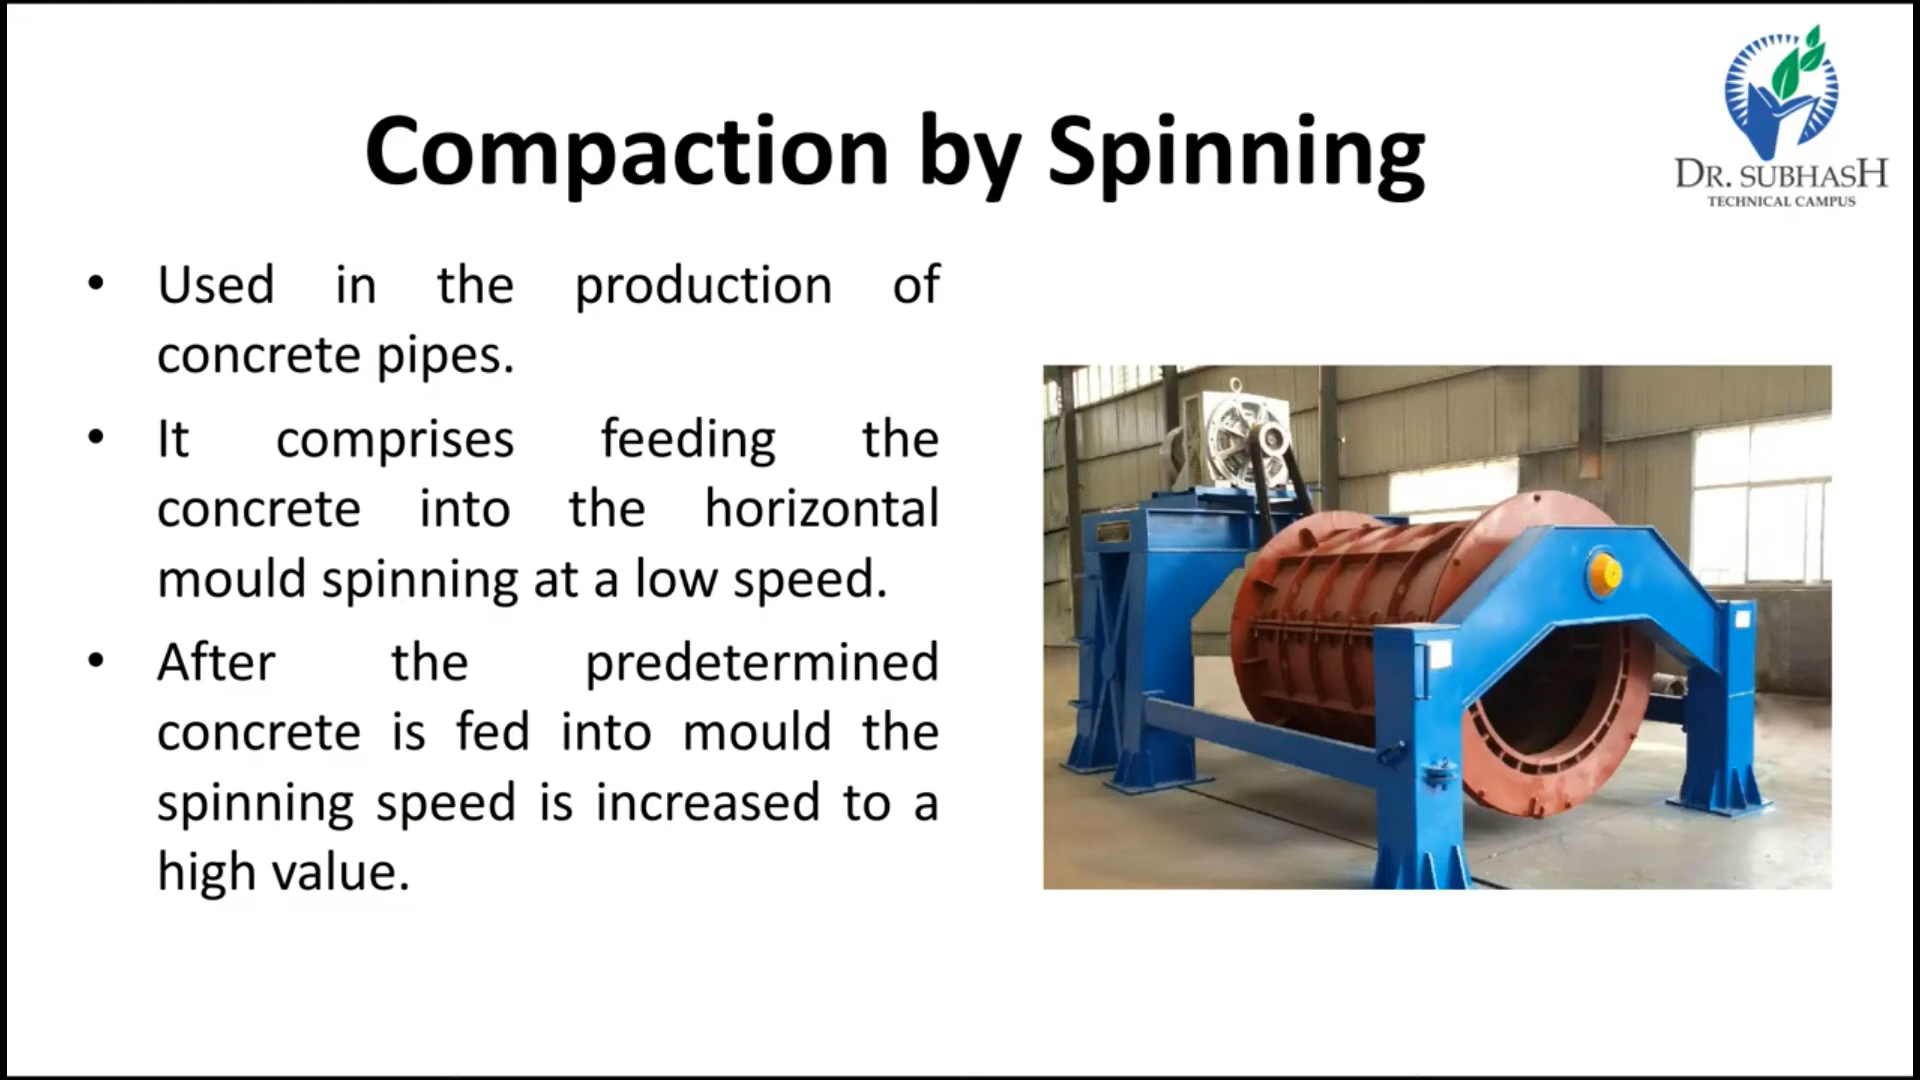 Compaction by Spinning
DR. SUBHASH
TECHNICAL CAMPUS
• Used in the production of
concrete pipes.
• It comprises feeding the
concrete into the horizontal
mould spinning at a low speed.
• After the predetermined
concrete is fed into mould the
spinning speed is increased to a
high value.